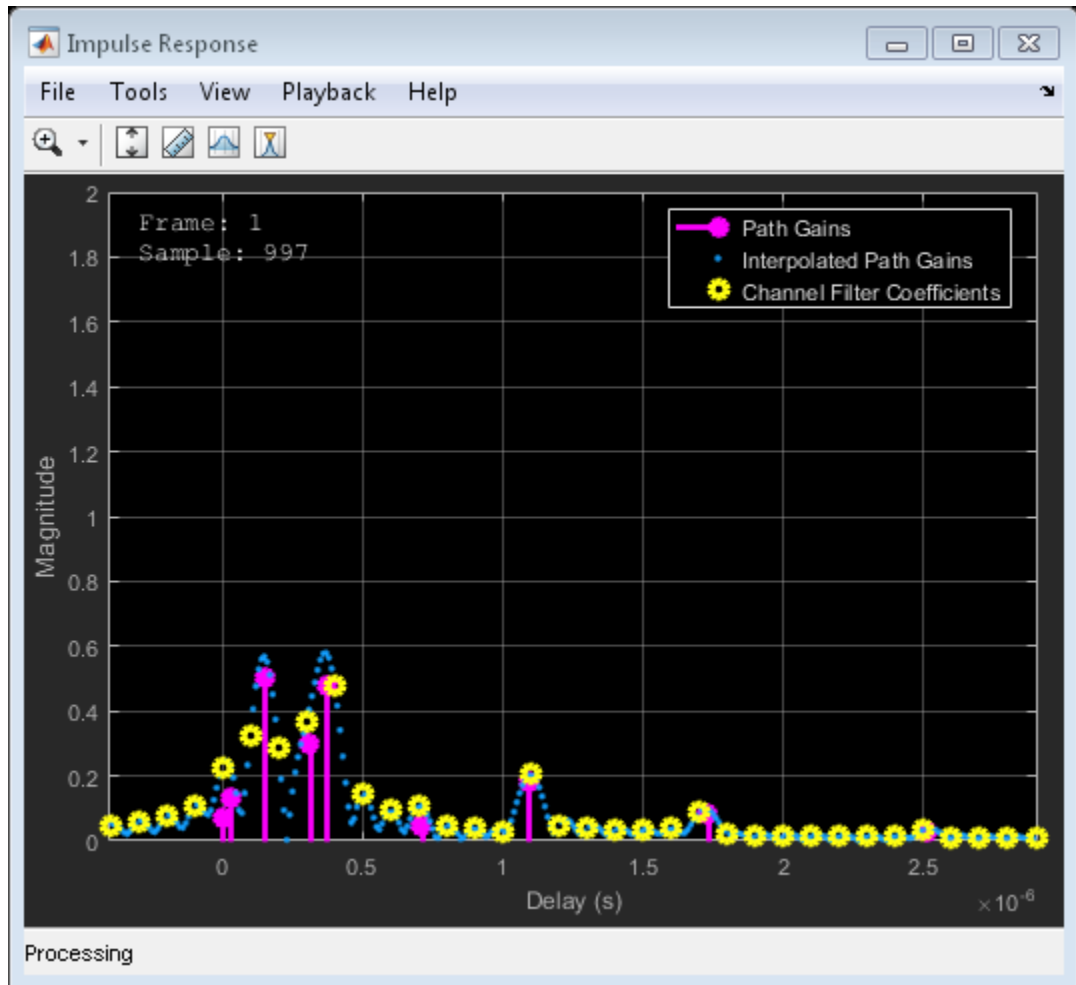 Impulse Response
File Tools View Playback Help
Frame: 1
Sample: 997
Path Gains
Interpolated Path Gains
Channel Filter Coefficients
2
1.8
1.6
1.4
1.2
1
0.8
0.6
0.4
0.2
0
Magnitude
0 0.5 1 1.5 2 2.5
Delay (s)
×10-6
Processing